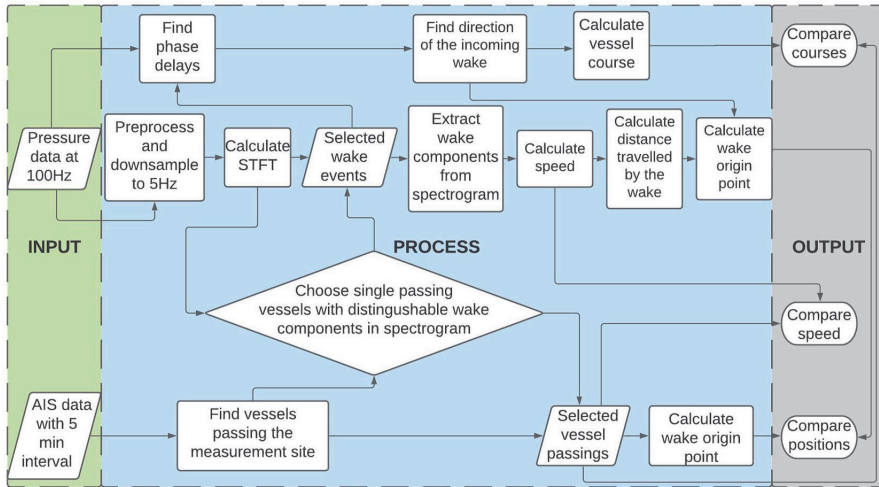 Find
phase
delays
Find direction
of the incoming
wake
Calculate
vessel
course
Compare
courses
Pressure
data at
100Hz
Preprocess
and
downsample
to 5Hz
Calculate
STFT
Selected
wake
events
Extract
wake
components
from
spectrogram
Calculate
speed
Calculate
distance
travelled
by the
wake
Calculate
wake
origin
point
INPUT
PROCESS
OUTPUT
Choose single passing
vessels with distingushable wake
components in spectrogram
Compare
speed
AIS data
with 5
min
interval
Find vessels
passing the
measurement site
Selected
vessel
passings
Calculate
wake origin
point
Compare
positions